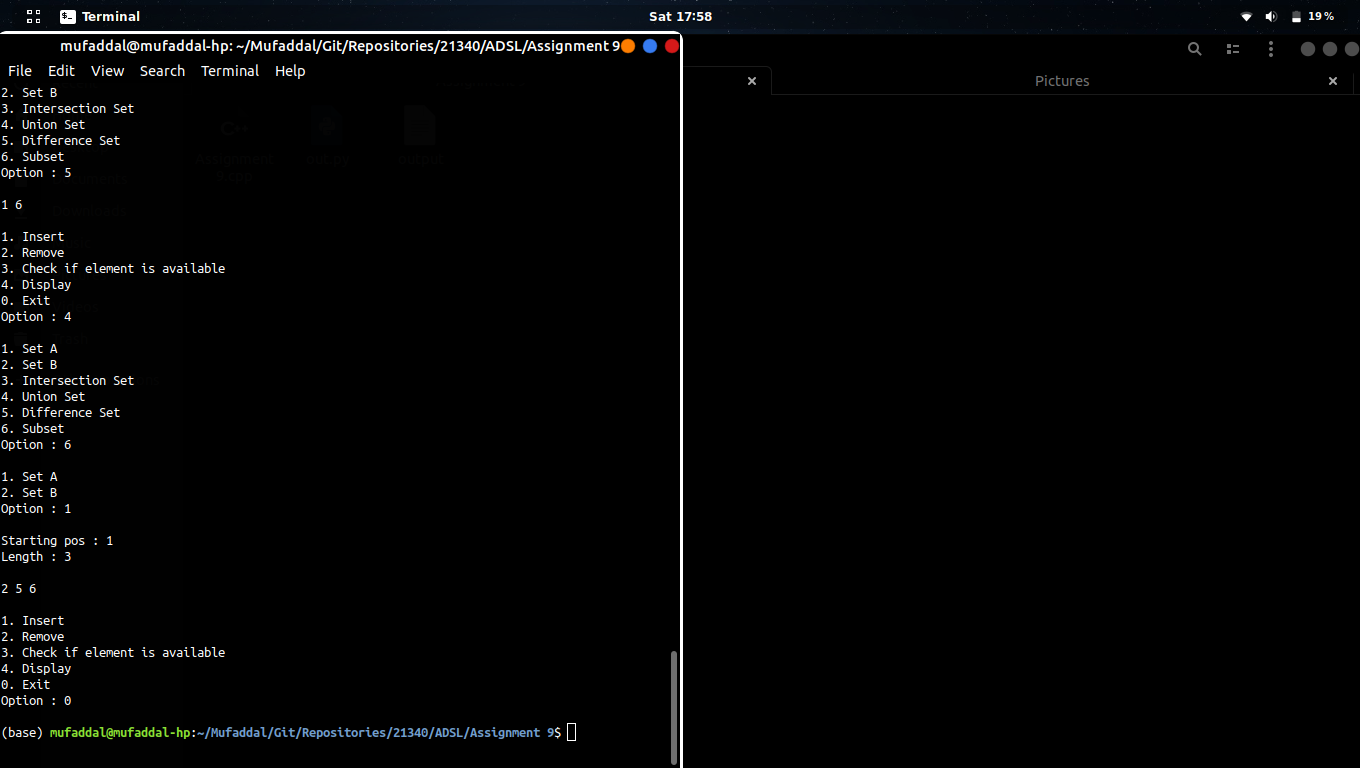 Terminal
Sat 17:58
19 %
mufaddal@mufaddal-hp: ~/Mufaddal/Git/Repositories/21340/ADSL/Assignment 9
File Edit View Search Terminal Help
Pictures
2. Set B
3. Intersection Set
4. Union Set
5. Difference Set
6. Subset
Option : 5
1 6
1. Insert
2. Remove
3. Check if element is available
4. Display
0. Exit
Option : 4
1. Set A
2. Set B
3. Intersection Set
4. Union Set
5. Difference Set
6. Subset
Option : 6
1. Set A
2. Set B
Option : 1
Starting pos : 1
Length : 3
2 5 6
1. Insert
2. Remove
3. Check if element is available
4. Display
0. Exit
Option : 0
(base) mufaddal@mufaddal-hp:~/Mufaddal/Git/Repositories/21340/ADSL/Assignment 9$